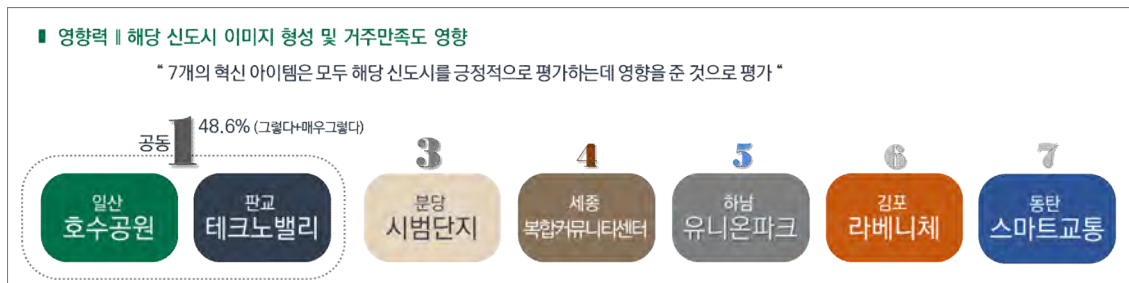 영향력 ‖ 해당 신도시 이미지 형성 및 거주만족도 영향
“ 7개의 혁신 아이템은 모두 해당 신도시를 긍정적으로 평가하는데 영향을 준 것으로 평가 “
공동 1 48.6% (그렇다+매우그렇다)
3 4 5 6 7
일산
호수공원
판교
테크노밸리
분당
시범단지
세종
복합커뮤니티센터
하남
유니온파크
김포
라베니체
동탄
스마트교통